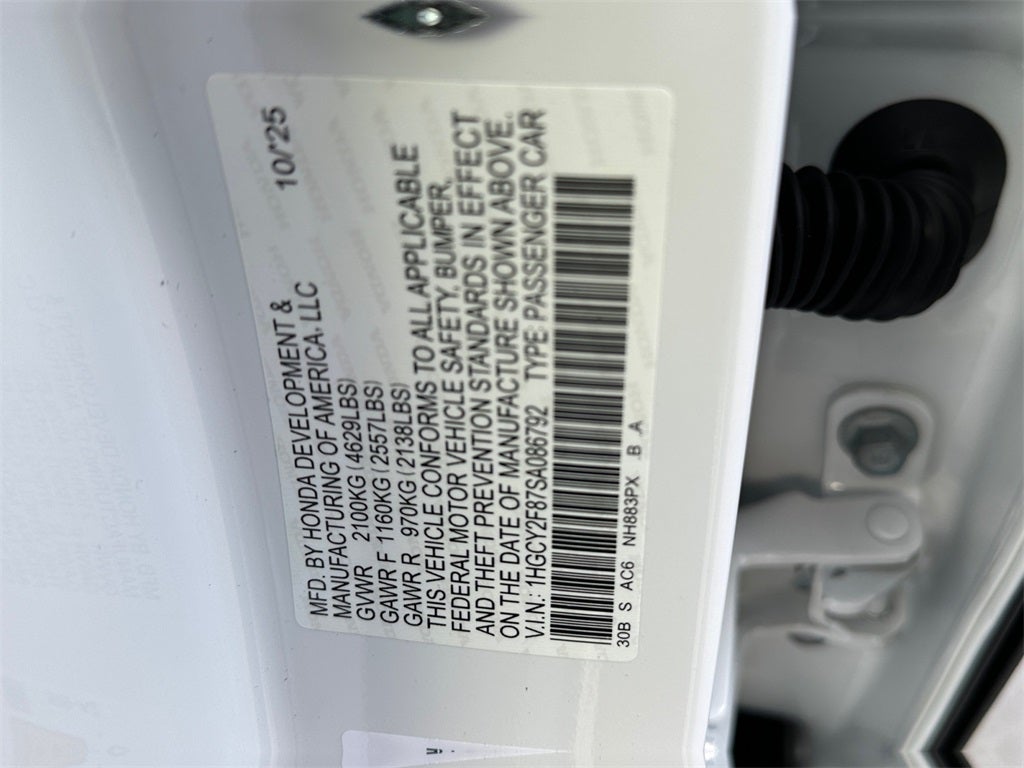 10/'25
MFD. BY HONDA DEVELOPMENT &
MANUFACTURING OF AMERICA, LLC
GVWR 2100KG (4629LBS)
GAWR F 1160KG (2557LBS)
GAWR R 970KG (2138LBS)
THIS VEHICLE CONFORMS TO ALL APPLICABLE
FEDERAL MOTOR VEHICLE SAFETY, BUMPER,
AND THEFT PREVENTION STANDARDS IN EFFECT
ON THE DATE OF MANUFACTURE SHOWN ABOVE.
V.I.N.: 1HGCY2F87SA086792 TYPE: PASSENGER CAR
30B S AC6 NH883PX B A